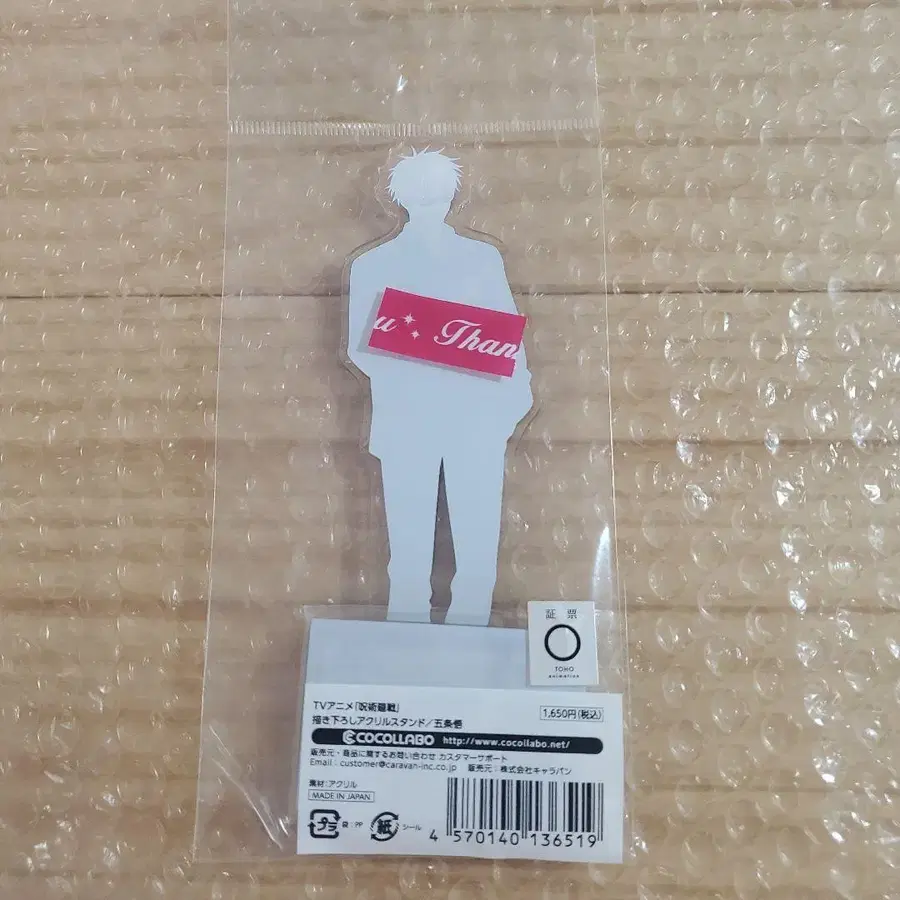 u Than
証 票
TOHO
animation
TVアニメ「呪術廻戦」
描き下ろしアクリルスタンド/五条悟
1,650円(税込)
COCOLLABO http://www.cocollabo.net/
販売元・商品に関するお問い合わせ カスタマーサポート
Email：customer@caravan-inc.co.jp 販売元：株式会社キャラバン
素材：アクリル
MADE IN JAPAN
プラ 袋：PP 紙 シール
4 570140 136519